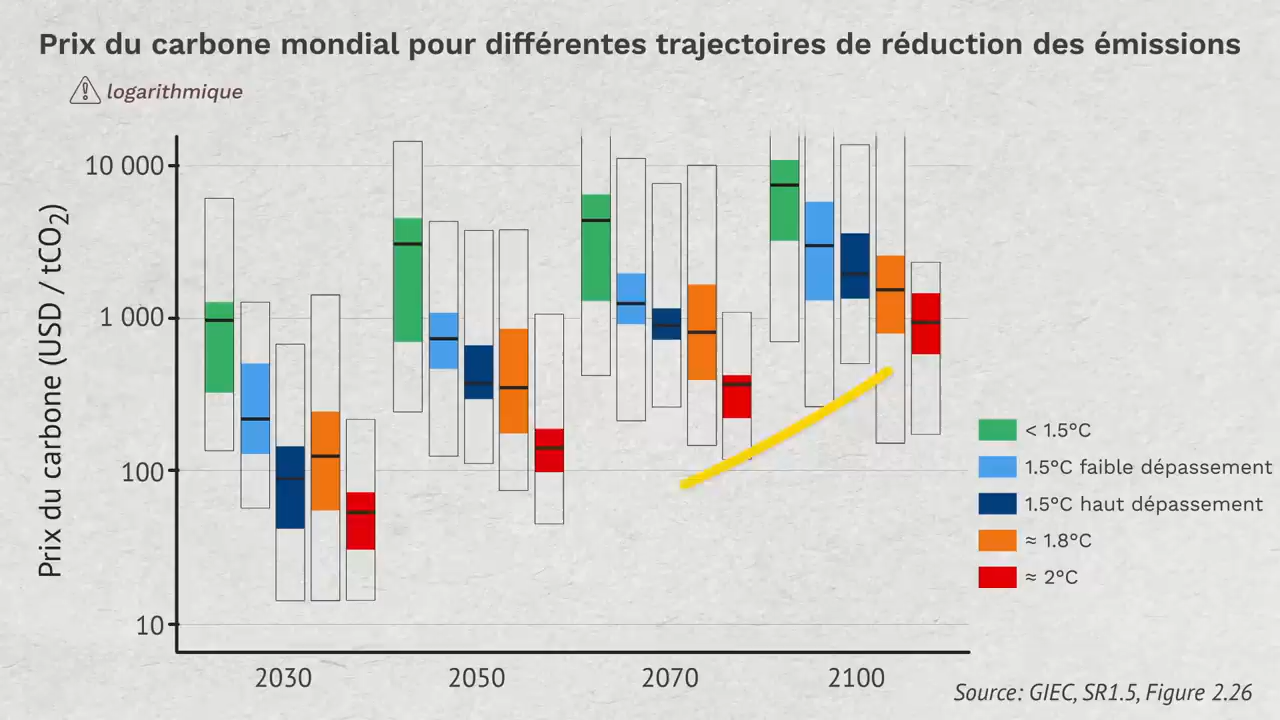 Prix du carbone mondial pour différentes trajectoires de réduction des émissions
logarithmique
Prix du carbone (USD / tCO₂)
10 000
1 000
100
10
2030
2050
2070
2100
< 1.5°C
1.5°C faible dépassement
1.5°C haut dépassement
≈ 1.8°C
≈ 2°C
Source: GIEC, SR1.5, Figure 2.26